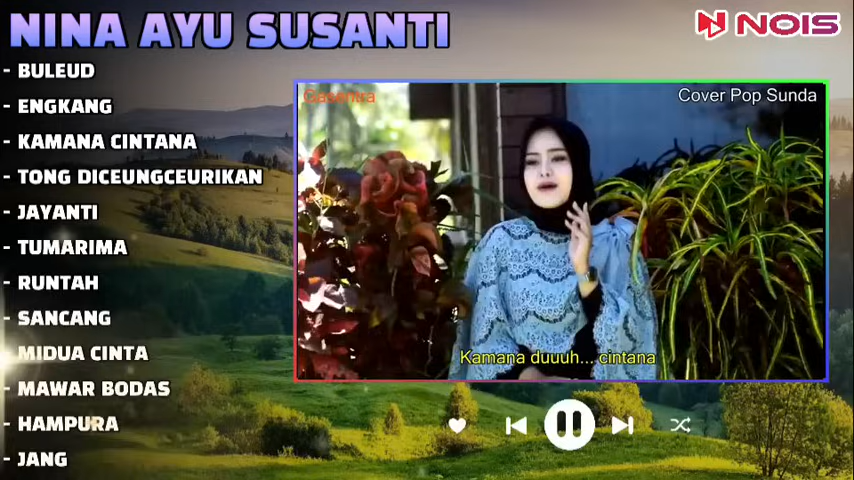 NINA AYU SUSANTI
NOIS
- BULEUD
- ENGKANG
- KAMANA CINTANA
- TONG DICEUNGCEURIKAN
- JAYANTI
- TUMARIMA
- RUNTAH
- SANCANG
- MIDUA CINTA
- MAWAR BODAS
- HAMPURA
- JANG
Gasentra
Cover Pop Sunda
Kamana duuuh... cintana